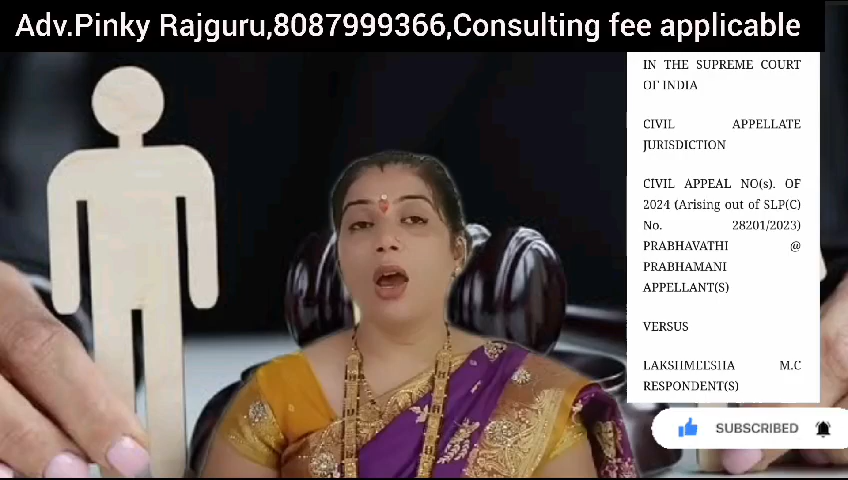 Adv.Pinky Rajguru,8087999366,Consulting fee applicable
IN THE SUPREME COURT
OF INDIA
CIVIL APPELLATE
JURISDICTION
CIVIL APPEAL NO(s). OF
2024 (Arising out of SLP(C)
No. 28201/2023)
PRABHAVATHI @
PRABHAMANI
APPELLANT(S)
VERSUS
LAKSHMEESHA M.C
RESPONDENT(S)
SUBSCRIBED